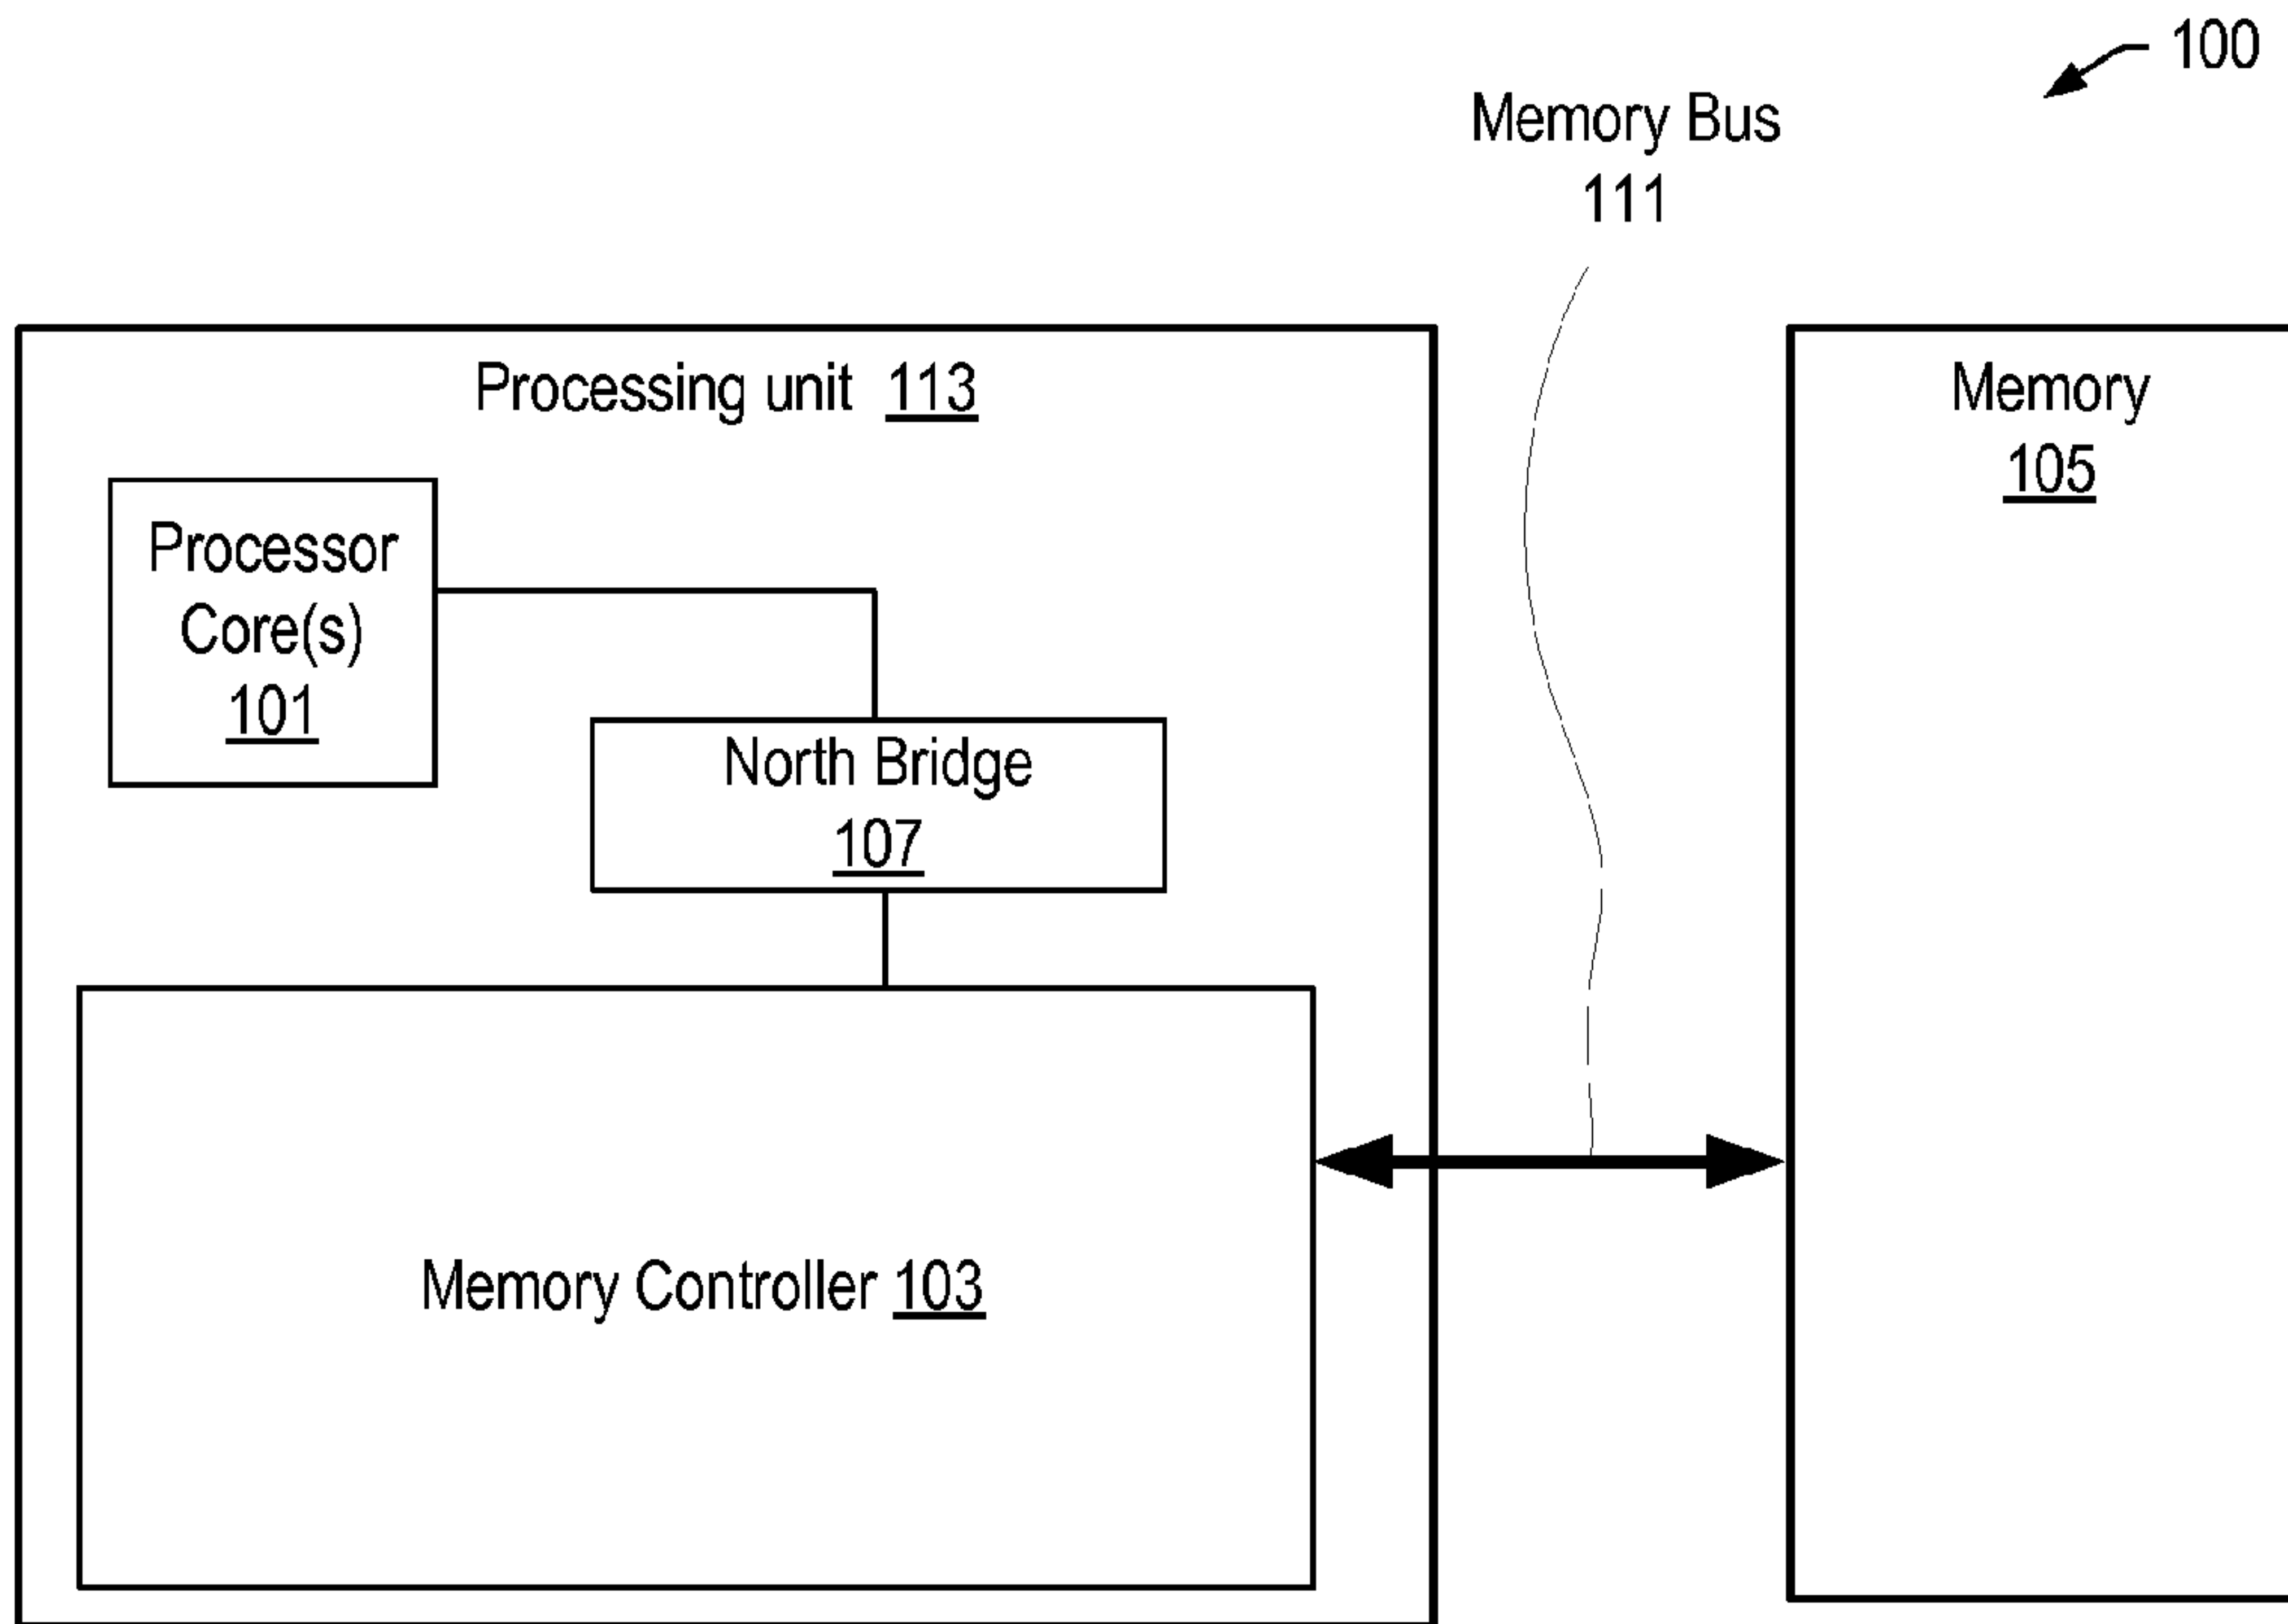 100
Memory Bus
111
Processing unit 113
Memory
105
Processor
Core(s)
101
North Bridge
107
Memory Controller 103